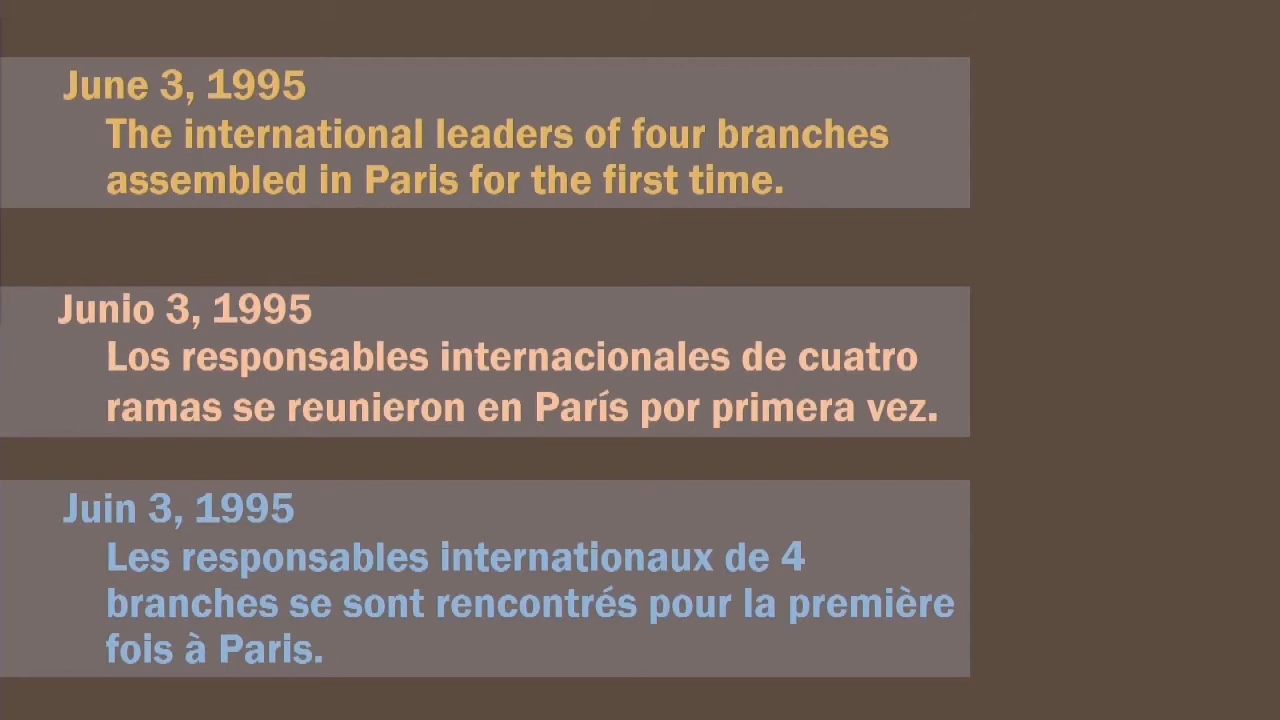 June 3, 1995
The international leaders of four branches
assembled in Paris for the first time.
Junio 3, 1995
Los responsables internacionales de cuatro
ramas se reunieron en París por primera vez.
Juin 3, 1995
Les responsables internationaux de 4
branches se sont rencontrés pour la première
fois à Paris.